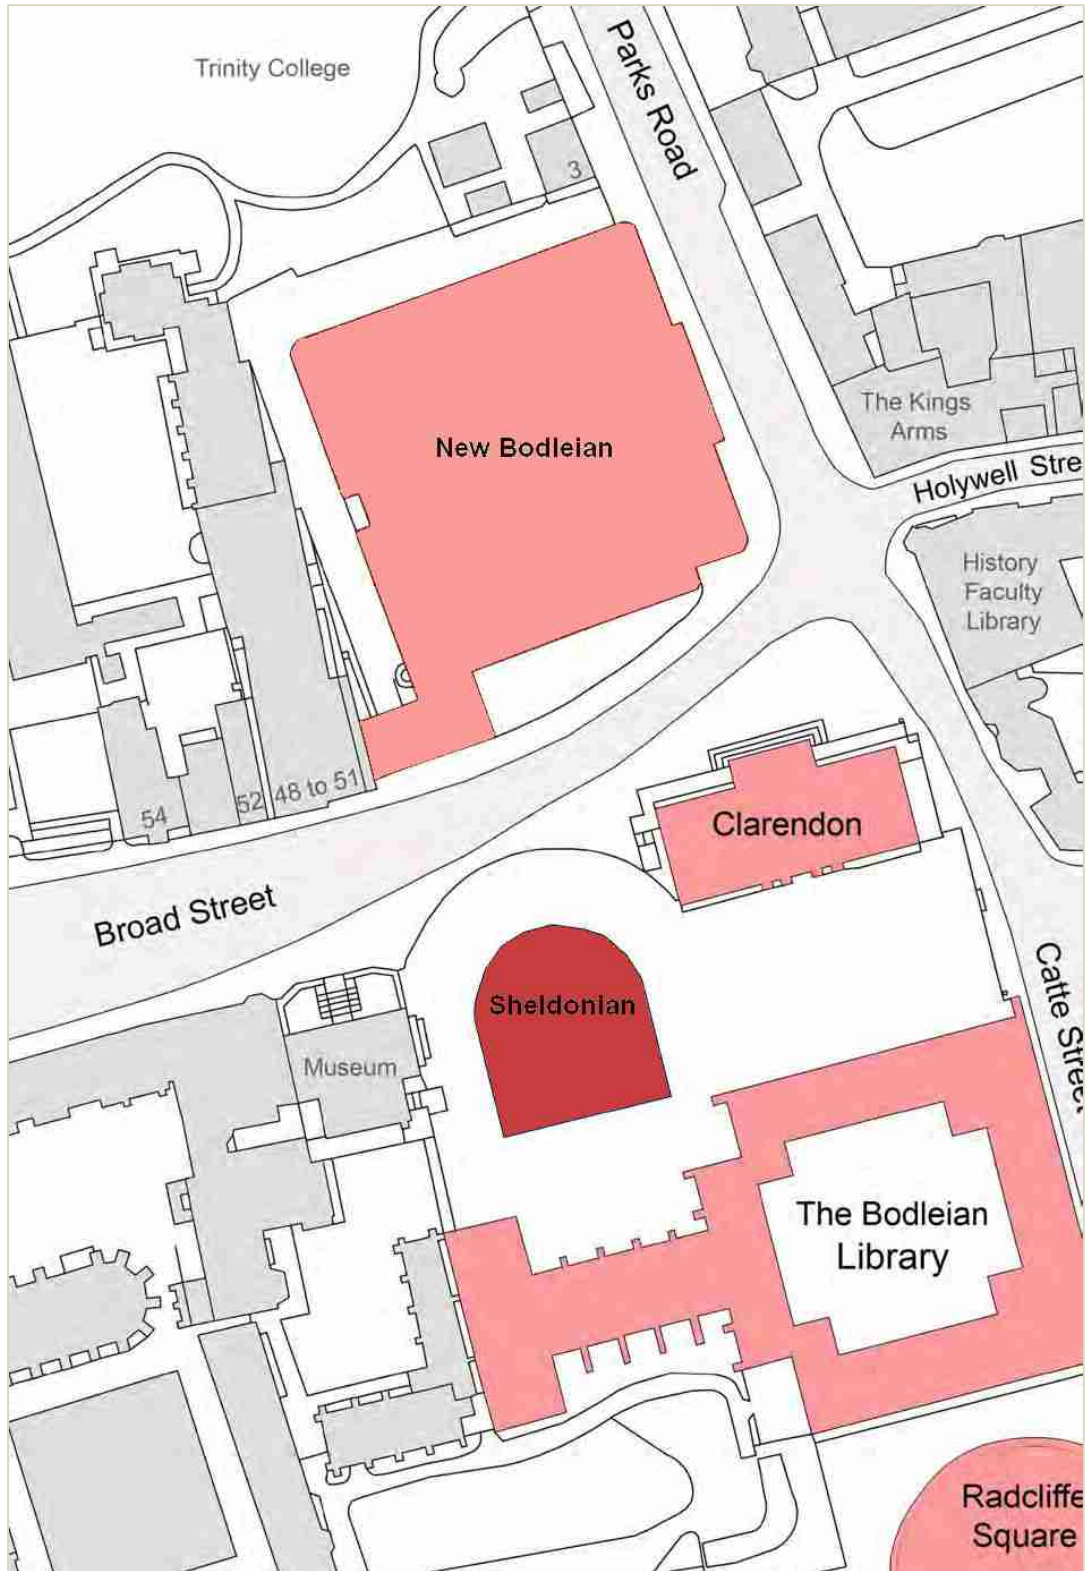 Trinity College
Parks Road
3
The Kings
Arms
New Bodleian
Holywell Stre
History
Faculty
Library
54
52
48 to 51
Clarendon
Broad Street
Catte Street
Sheldonian
Museum
The Bodleian
Library
Radcliffe
Square